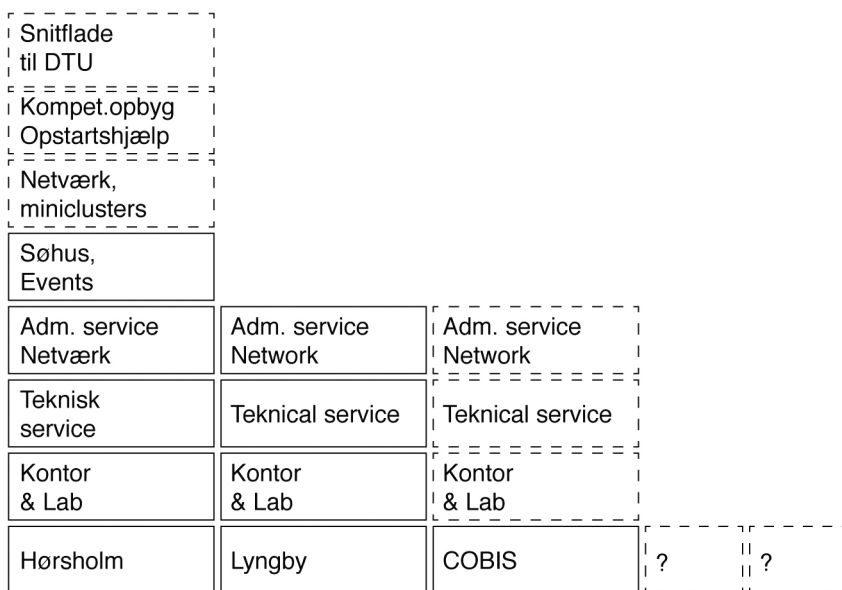 Snitflade
til DTU
Kompet.opbyg
Opstartshjælp
Netværk,
miniclusters
Søhus,
Events
Adm. service
Netværk
Adm. service
Network
Adm. service
Network
Teknisk
service
Teknical service
Teknical service
Kontor
& Lab
Kontor
& Lab
Kontor
& Lab
Hørsholm
Lyngby
COBIS
?
?